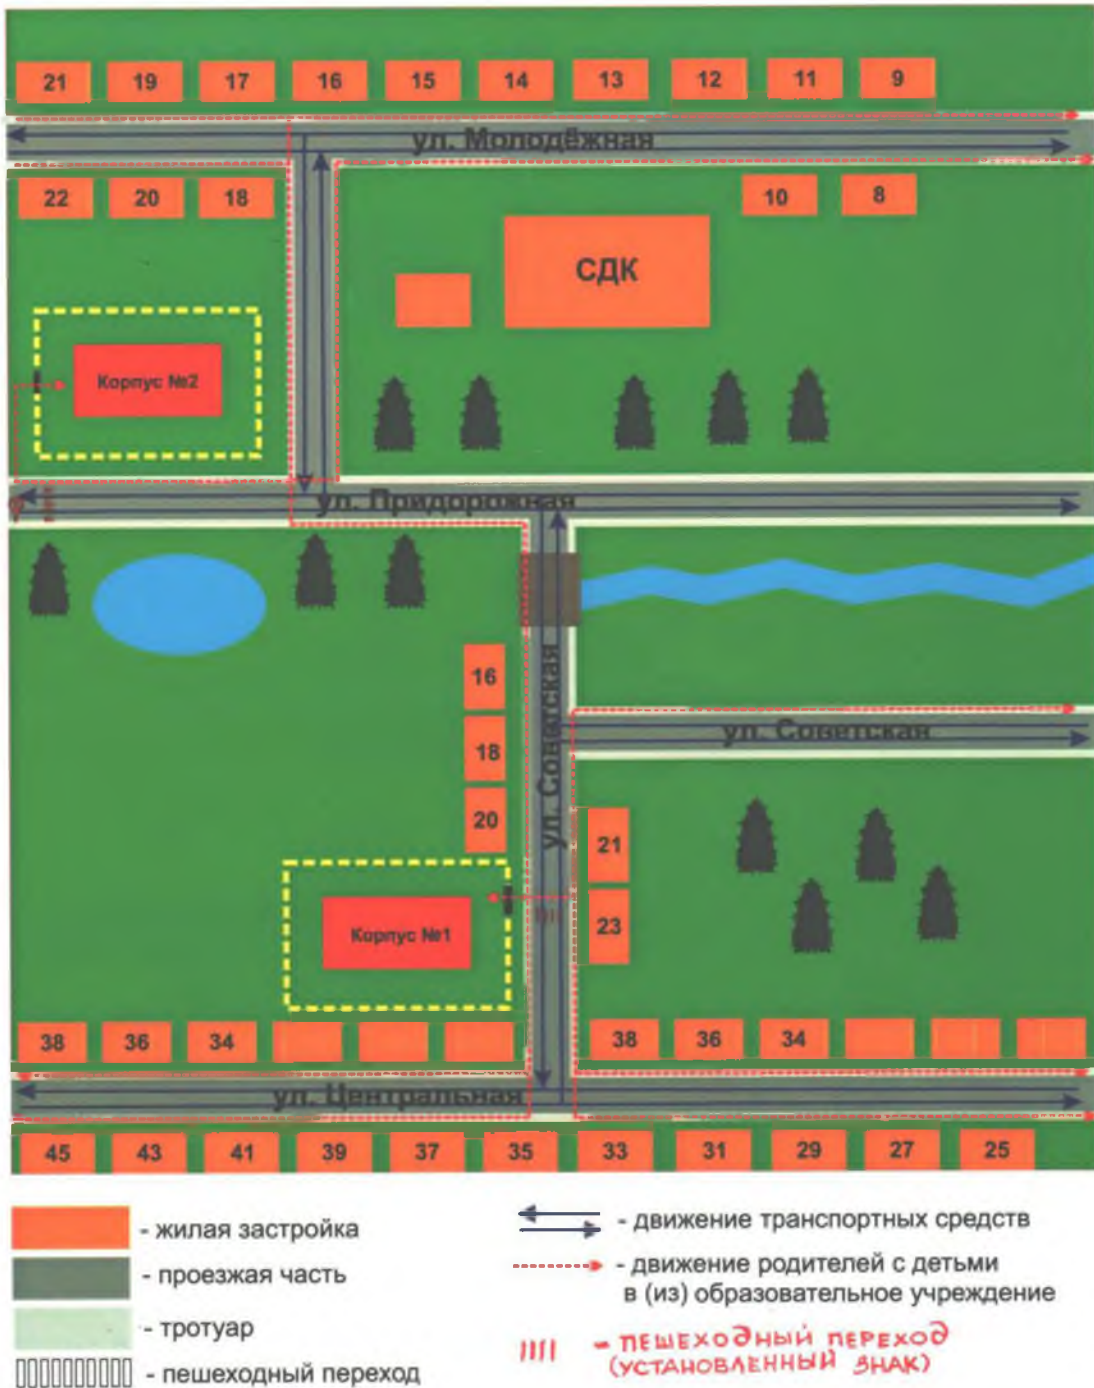 21 19 17 16 15 14 13 12 11 9
ул. Молодёжная
22 20 18
10 8
СДК
Корпус №2
ул. Придорожная
16
18
20
ул. Советская
ул. Советская
21
23
Корпус №1
38 36 34
38 36 34
ул. Центральная
45 43 41 39 37 35 33 31 29 27 25
- жилая застройка
- проезжая часть
- тротуар
- пешеходный переход
- движение транспортных средств
- движение родителей с детьми
в (из) образовательное учреждение
- ПЕШЕХОДНЫЙ ПЕРЕХОД
(УСТАНОВЛЕННЫЙ ЗНАК)